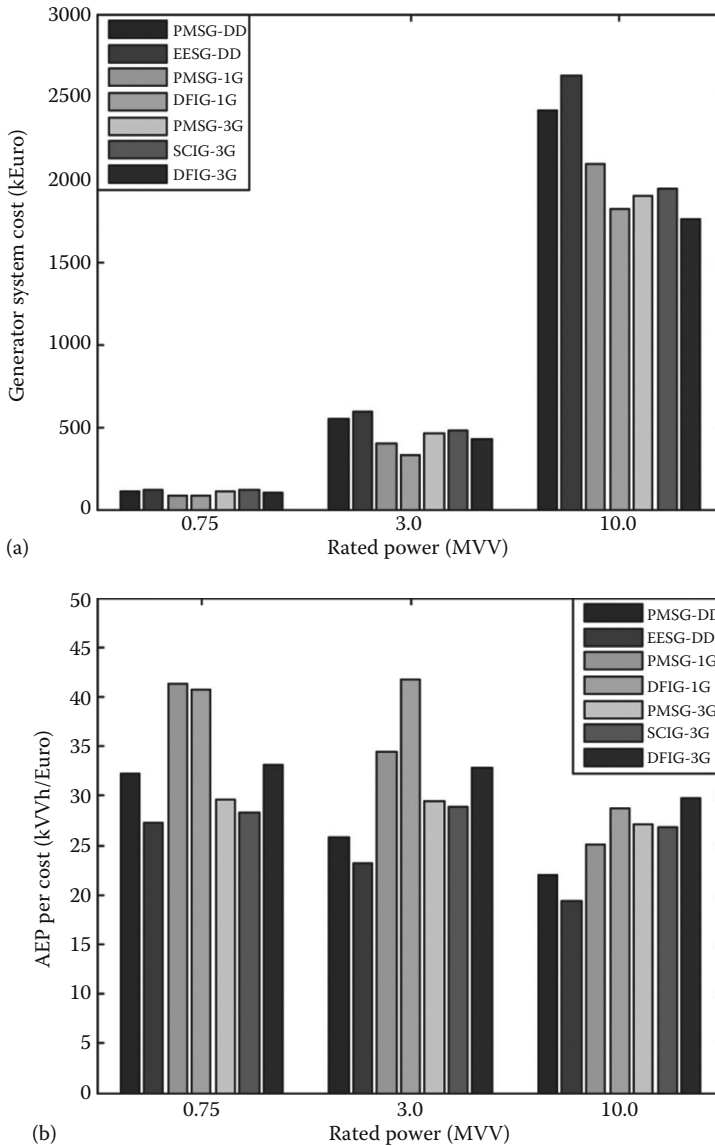 3000
2500
2000
1500
1000
500
0
Generator system cost (kEuro)
PMSG-DD
EESG-DD
PMSG-1G
DFIG-1G
PMSG-3G
SCIG-3G
DFIG-3G
0.75
3.0
10.0
Rated power (MVV)
(a)
50
45
40
35
30
25
20
15
10
5
0
AEP per cost (kVVh/Euro)
PMSG-DD
EESG-DD
PMSG-1G
DFIG-1G
PMSG-3G
SCIG-3G
DFIG-3G
0.75
3.0
10.0
Rated power (MVV)
(b)